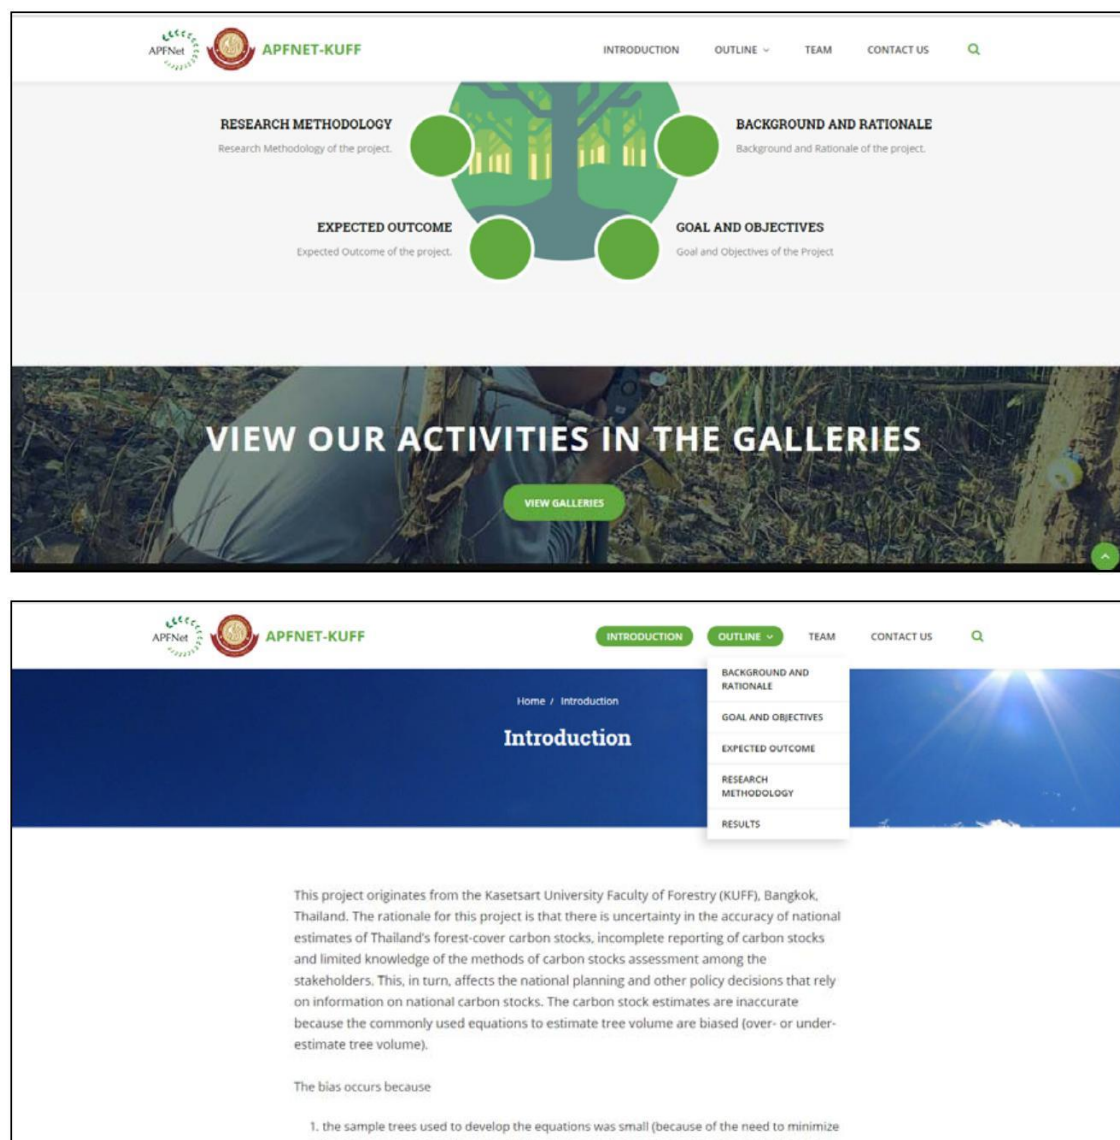 APFNet
APFNET-KUFF
INTRODUCTION
OUTLINE
TEAM
CONTACT US
RESEARCH METHODOLOGY
Research Methodology of the project.
BACKGROUND AND RATIONALE
Background and Rationale of the project.
EXPECTED OUTCOME
Expected Outcome of the project.
GOAL AND OBJECTIVES
Goal and Objectives of the Project
VIEW OUR ACTIVITIES IN THE GALLERIES
VIEW GALLERIES
APFNet
APFNET-KUFF
INTRODUCTION
OUTLINE
TEAM
CONTACT US
BACKGROUND AND
RATIONALE
GOAL AND OBJECTIVES
EXPECTED OUTCOME
RESEARCH
METHODOLOGY
RESULTS
Home / Introduction
Introduction
This project originates from the Kasetsart University Faculty of Forestry (KUFF), Bangkok,
Thailand. The rationale for this project is that there is uncertainty in the accuracy of national
estimates of Thailand's forest-cover carbon stocks, incomplete reporting of carbon stocks
and limited knowledge of the methods of carbon stocks assessment among the
stakeholders. This, in turn, affects the national planning and other policy decisions that rely
on information on national carbon stocks. The carbon stock estimates are inaccurate
because the commonly used equations to estimate tree volume are biased (over- or under-
estimate tree volume).
The bias occurs because
1. the sample trees used to develop the equations was small (because of the need to minimize